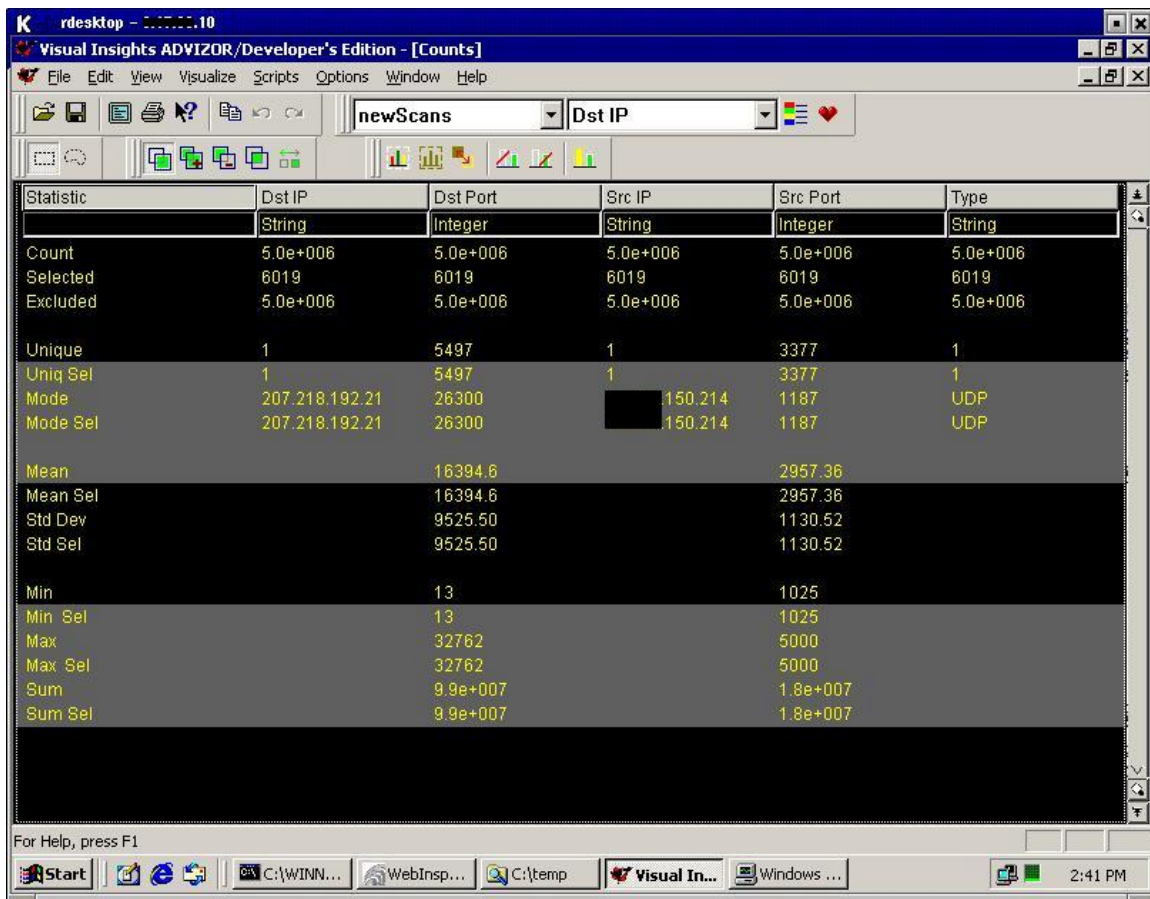 rdesktop - .10
Visual Insights ADVIZOR/Developer's Edition - [Counts]
File Edit View Visualize Scripts Options Window Help
newScans Dst IP
Statistic Dst IP Dst Port Src IP Src Port Type
String Integer String Integer String
Count 5.0e+006 5.0e+006 5.0e+006 5.0e+006 5.0e+006
Selected 6019 6019 6019 6019 6019
Excluded 5.0e+006 5.0e+006 5.0e+006 5.0e+006 5.0e+006
Unique 1 5497 1 3377 1
Uniq Sel 1 5497 1 3377 1
Mode 207.218.192.21 26300 .150.214 1187 UDP
Mode Sel 207.218.192.21 26300 .150.214 1187 UDP
Mean 16394.6 2957.36
Mean Sel 16394.6 2957.36
Std Dev 9525.50 1130.52
Std Sel 9525.50 1130.52
Min 13 1025
Min Sel 13 1025
Max 32762 5000
Max Sel 32762 5000
Sum 9.9e+007 1.8e+007
Sum Sel 9.9e+007 1.8e+007
For Help, press F1
Start C:\WINN... WebInsp... C:\temp Visual In... Windows ... 2:41 PM